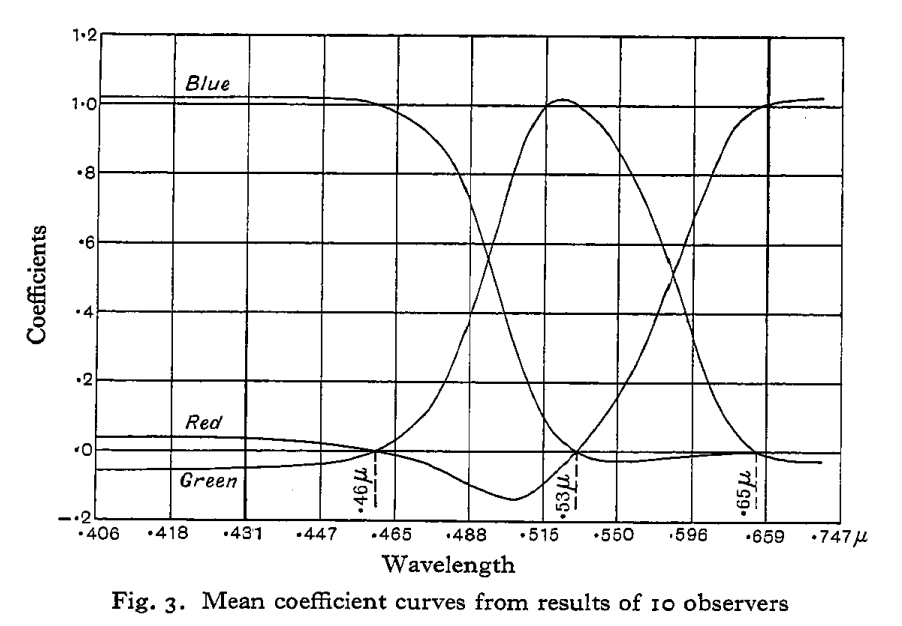 1·2
Blue
1·0
·8
·6
Coefficients
·4
·2
Red
·0
Green
·46μ
·53μ
·65μ
—·2
·406 ·418 ·431 ·447 ·465 ·488 ·515 ·550 ·596 ·659 ·747μ
Wavelength
Fig. 3. Mean coefficient curves from results of 10 observers